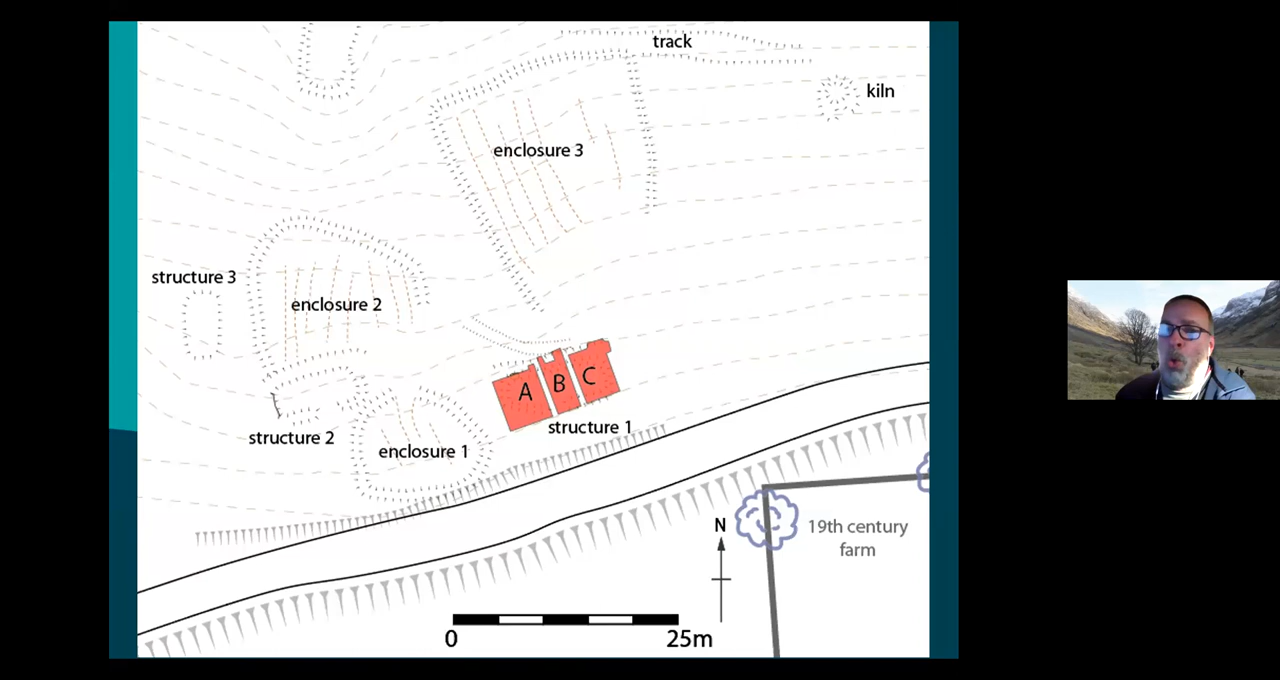 track
kiln
enclosure 3
structure 3
enclosure 2
A
B
C
structure 1
structure 2
enclosure 1
N
19th century
farm
0
25m